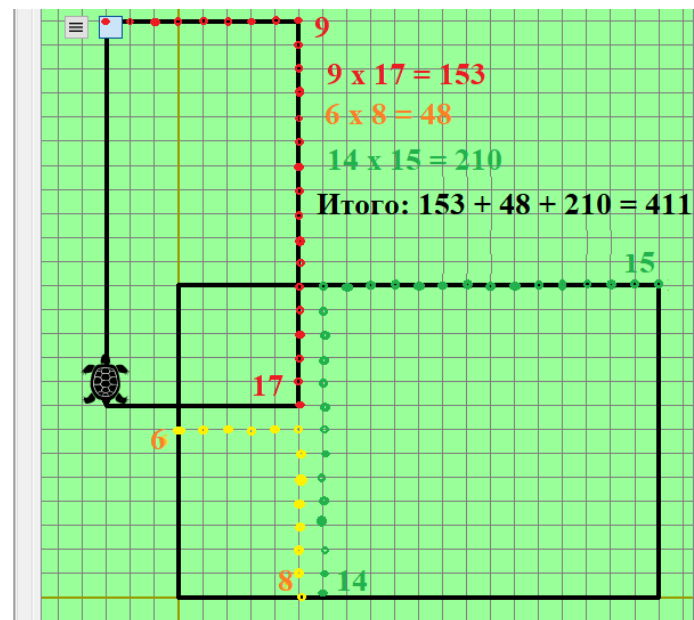 9
9 x 17 = 153
6 x 8 = 48
14 x 15 = 210
Итого: 153 + 48 + 210 = 411
15
17
6
8
14